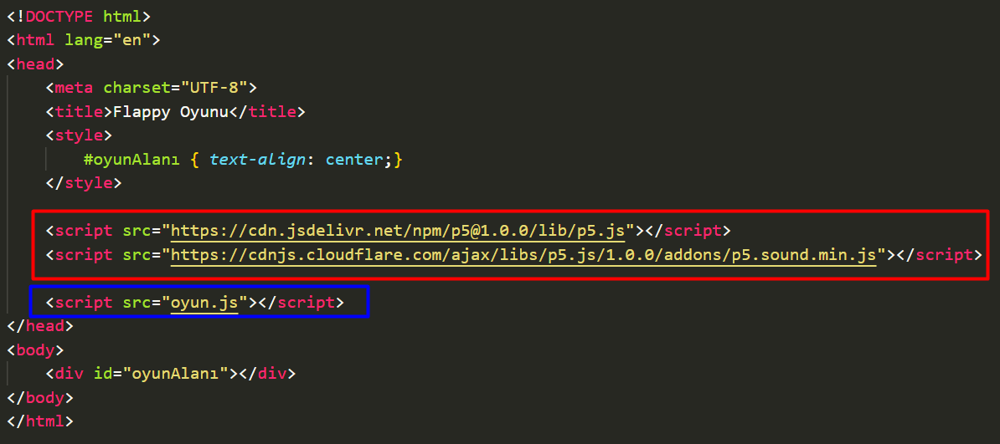 <!DOCTYPE html>
<html lang="en">
<head>
    <meta charset="UTF-8">
    <title>Flappy Oyunu</title>
    <style>
        #oyunAlanı { text-align: center;}
    </style>

    <script src="https://cdn.jsdelivr.net/npm/p5@1.0.0/lib/p5.js"></script>
    <script src="https://cdnjs.cloudflare.com/ajax/libs/p5.js/1.0.0/addons/p5.sound.min.js"></script>

    <script src="oyun.js"></script>
</head>
<body>
    <div id="oyunAlanı"></div>
</body>
</html>